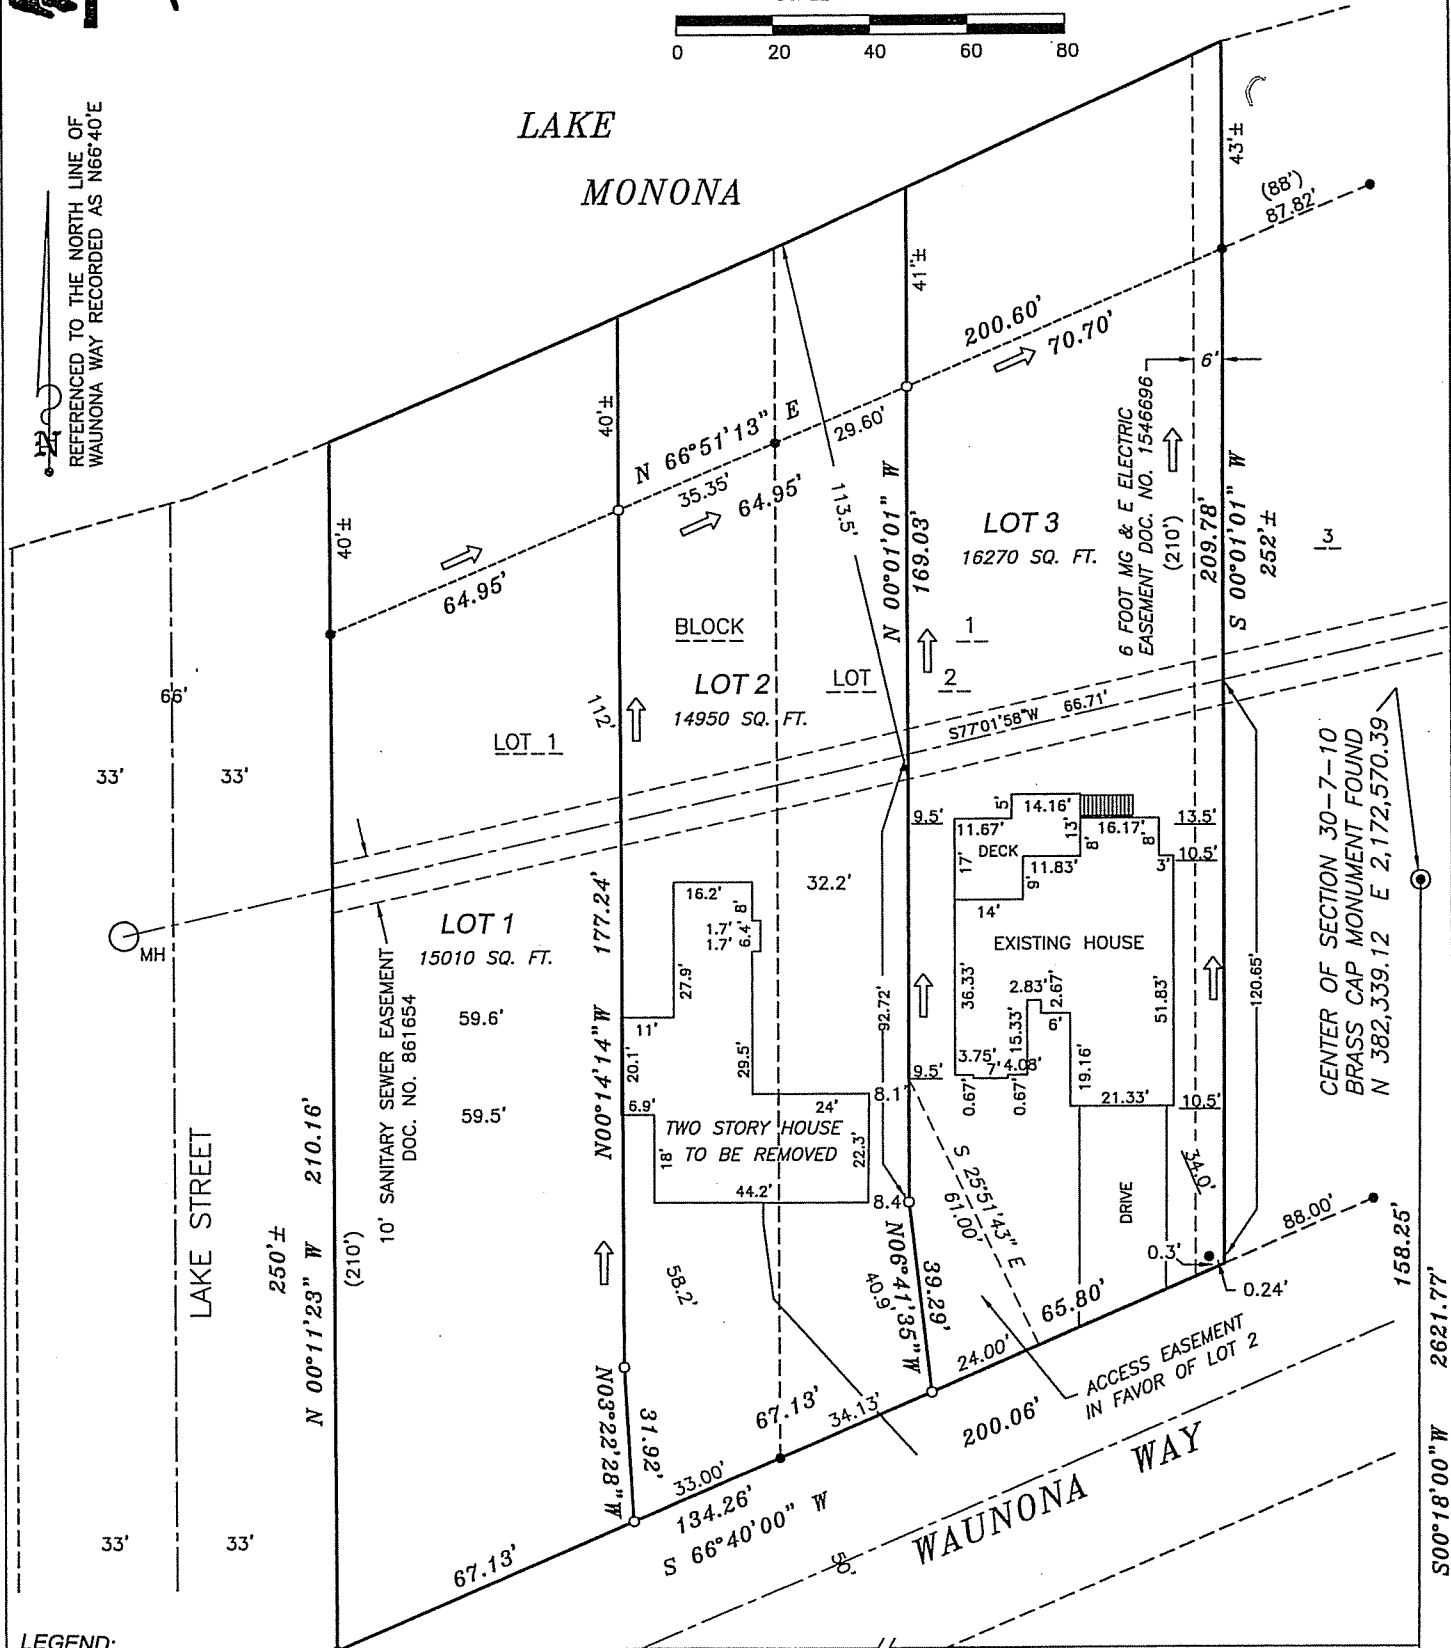 0 20 40 60 80
REFERENCED TO THE NORTH LINE OF
WAUNONA WAY RECORDED AS N66°40'E
N
LAKE
MONONA
43'±
(88')
87.82'
41'±
200.60'
70.70'
6'
40'±
N 66°51'13" E
29.60'
35.35'
64.95'
40'±
64.95'
113.5'
N 00°01'01" W
169.03'
LOT 3
16270 SQ. FT.
6 FOOT MG & E ELECTRIC
EASEMENT DOC. NO. 1546696
(210')
209.78'
S 00°01'01" W
252'±
3
BLOCK
1
66'
LOT 2
14950 SQ. FT.
LOT
2
112'
S77°01'58"W 66.71'
LOT 1
33'
33'
CENTER OF SECTION 30-7-10
BRASS CAP MONUMENT FOUND
N 382,339.12 E 2,172,570.39
9.5'
5'
14.16'
13.5'
11.67'
13'
16.17'
8'
8'
DECK
17'
11.83'
3'
10.5'
9'
14'
32.2'
16.2'
8'
1.7'
1.7'
6.4'
27.9'
LOT 1
15010 SQ. FT.
MH
EXISTING HOUSE
36.33'
2.83'
2.67'
6'
15.33'
51.83'
120.65'
92.72'
N00°14'14"W 177.24'
10' SANITARY SEWER EASEMENT
DOC. NO. 861654
59.6'
11'
20.1'
29.5'
9.5'
3.75'
7'
4.08'
0.67'
0.67'
19.16'
21.33'
10.5'
8.1'
24'
6.9'
59.5'
TWO STORY HOUSE
TO BE REMOVED
18'
22.3'
44.2'
8.4'
LAKE STREET
250'±
N 00°11'23" W 210.16'
(210')
S 25°51'43" E
61.00'
DRIVE
34.0'
88.00'
0.3'
0.24'
158.25'
S00°18'00"W 2621.77'
58.2'
40.9'
N06°41'35"W
39.29'
65.80'
24.00'
ACCESS EASEMENT
IN FAVOR OF LOT 2
N03°22'28"W
31.92'
67.13'
34.13'
200.06'
33.00'
134.26'
S 66°40'00" W
WAUNONA WAY
50'
33'
33'
67.13'
LEGEND: